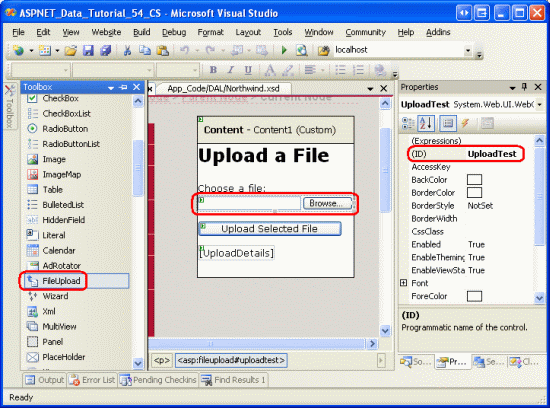 ASPNET_Data_Tutorial_54_CS - Microsoft Visual Studio
File Edit View Website Build Debug Format Layout Tools Window Community Help Addins
localhost
Toolbox
Toolbox
CheckBox
CheckBoxList
RadioButton
RadioButtonList
Image
ImageMap
Table
BulletedList
HiddenField
Literal
Calendar
AdRotator
FileUpload
Wizard
Xml
MultiView
Panel
PlaceHolder
App_Code/DAL/Northwind.xsd
Content - Content1 (Custom)
Upload a File
Choose a file:
Browse...
Upload Selected File
[UploadDetails]
<p> <asp:fileupload#uploadtest>
Properties
UploadTest System.Web.UI.WebC
(Expressions)
(ID) UploadTest
AccessKey
BackColor
BorderColor
BorderStyle NotSet
BorderWidth
CssClass
Enabled True
EnableTheming True
EnableViewSta True
Font
ForeColor
(ID)
Programmatic name of the control.
So... Pr... Se... Cl...
Output Error List Pending Checkins Find Results 1
Ready